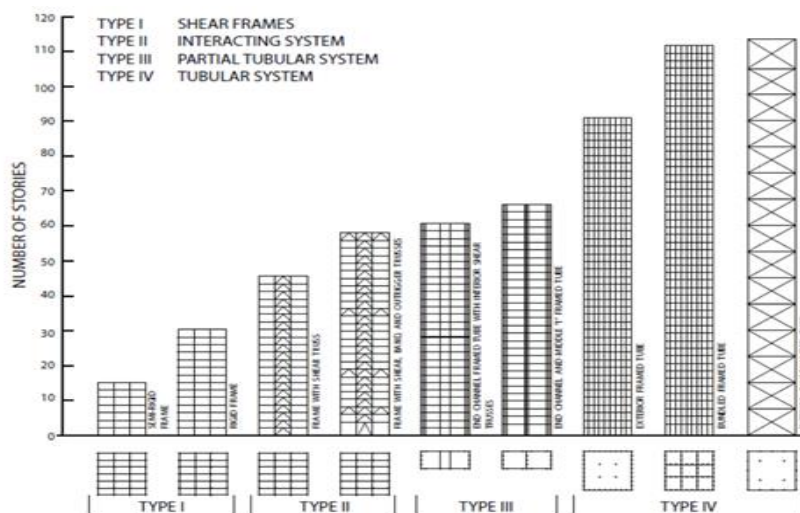 TYPE I SHEAR FRAMES
TYPE II INTERACTING SYSTEM
TYPE III PARTIAL TUBULAR SYSTEM
TYPE IV TUBULAR SYSTEM
NUMBER OF STORIES
120
110
100
90
80
70
60
50
40
30
20
10
0
SEMI-RIGID
FRAME
RIGID FRAME
FRAME WITH SHEAR TRUSS
FRAME WITH SHEAR, BAND AND OUTRIGGER TRUSSES
END CHANNEL FRAMED TUBE WITH INTERIOR SHEAR
TRUSSES
END CHANNEL AND MIDDLE 'I' FRAMED TUBE
EXTERIOR FRAMED TUBE
BUNDLED FRAMED TUBE
TYPE I
TYPE II
TYPE III
TYPE IV